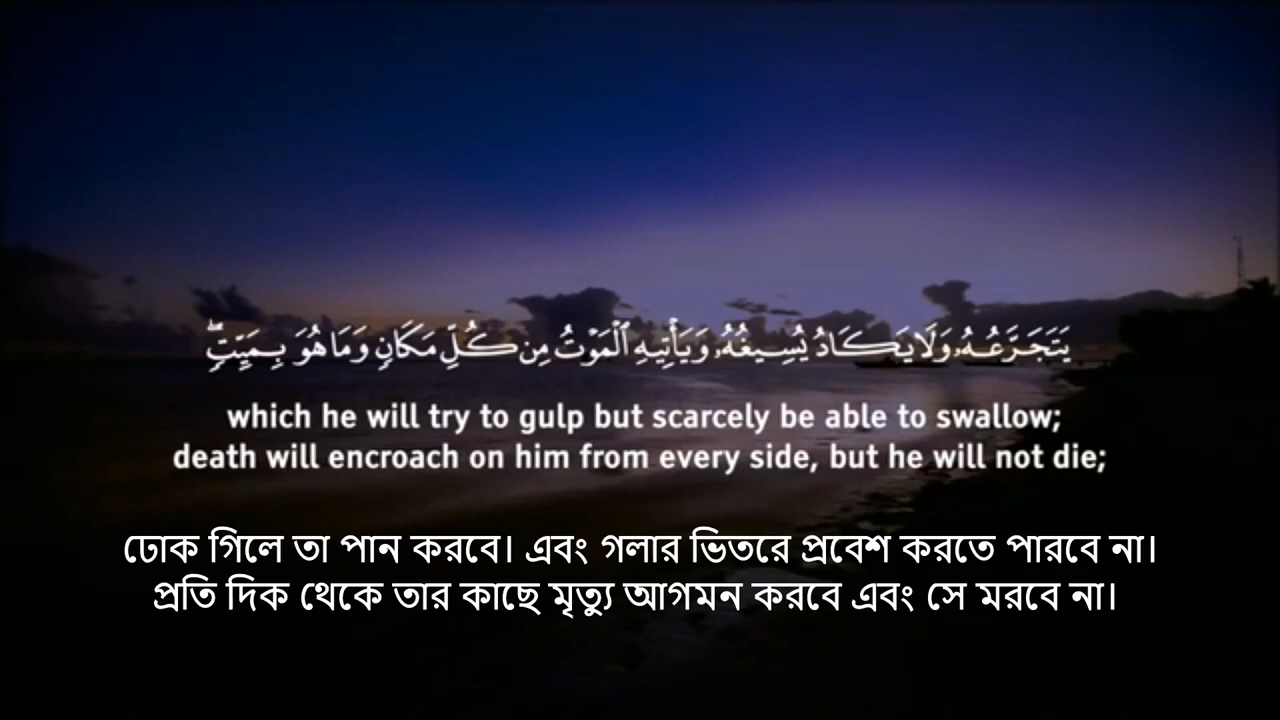 يَتَجَرَّعُهُۥ وَلَا يَكَادُ يُسِيغُهُۥ وَيَأْتِيهِ ٱلْمَوْتُ مِن كُلِّ مَكَانٍ وَمَا هُوَ بِمَيِّتٍ ۖ
which he will try to gulp but scarcely be able to swallow;
death will encroach on him from every side, but he will not die;
ঢোক গিলে তা পান করবে। এবং গলার ভিতরে প্রবেশ করতে পারবে না।
প্রতি দিক থেকে তার কাছে মৃত্যু আগমন করবে এবং সে মরবে না।